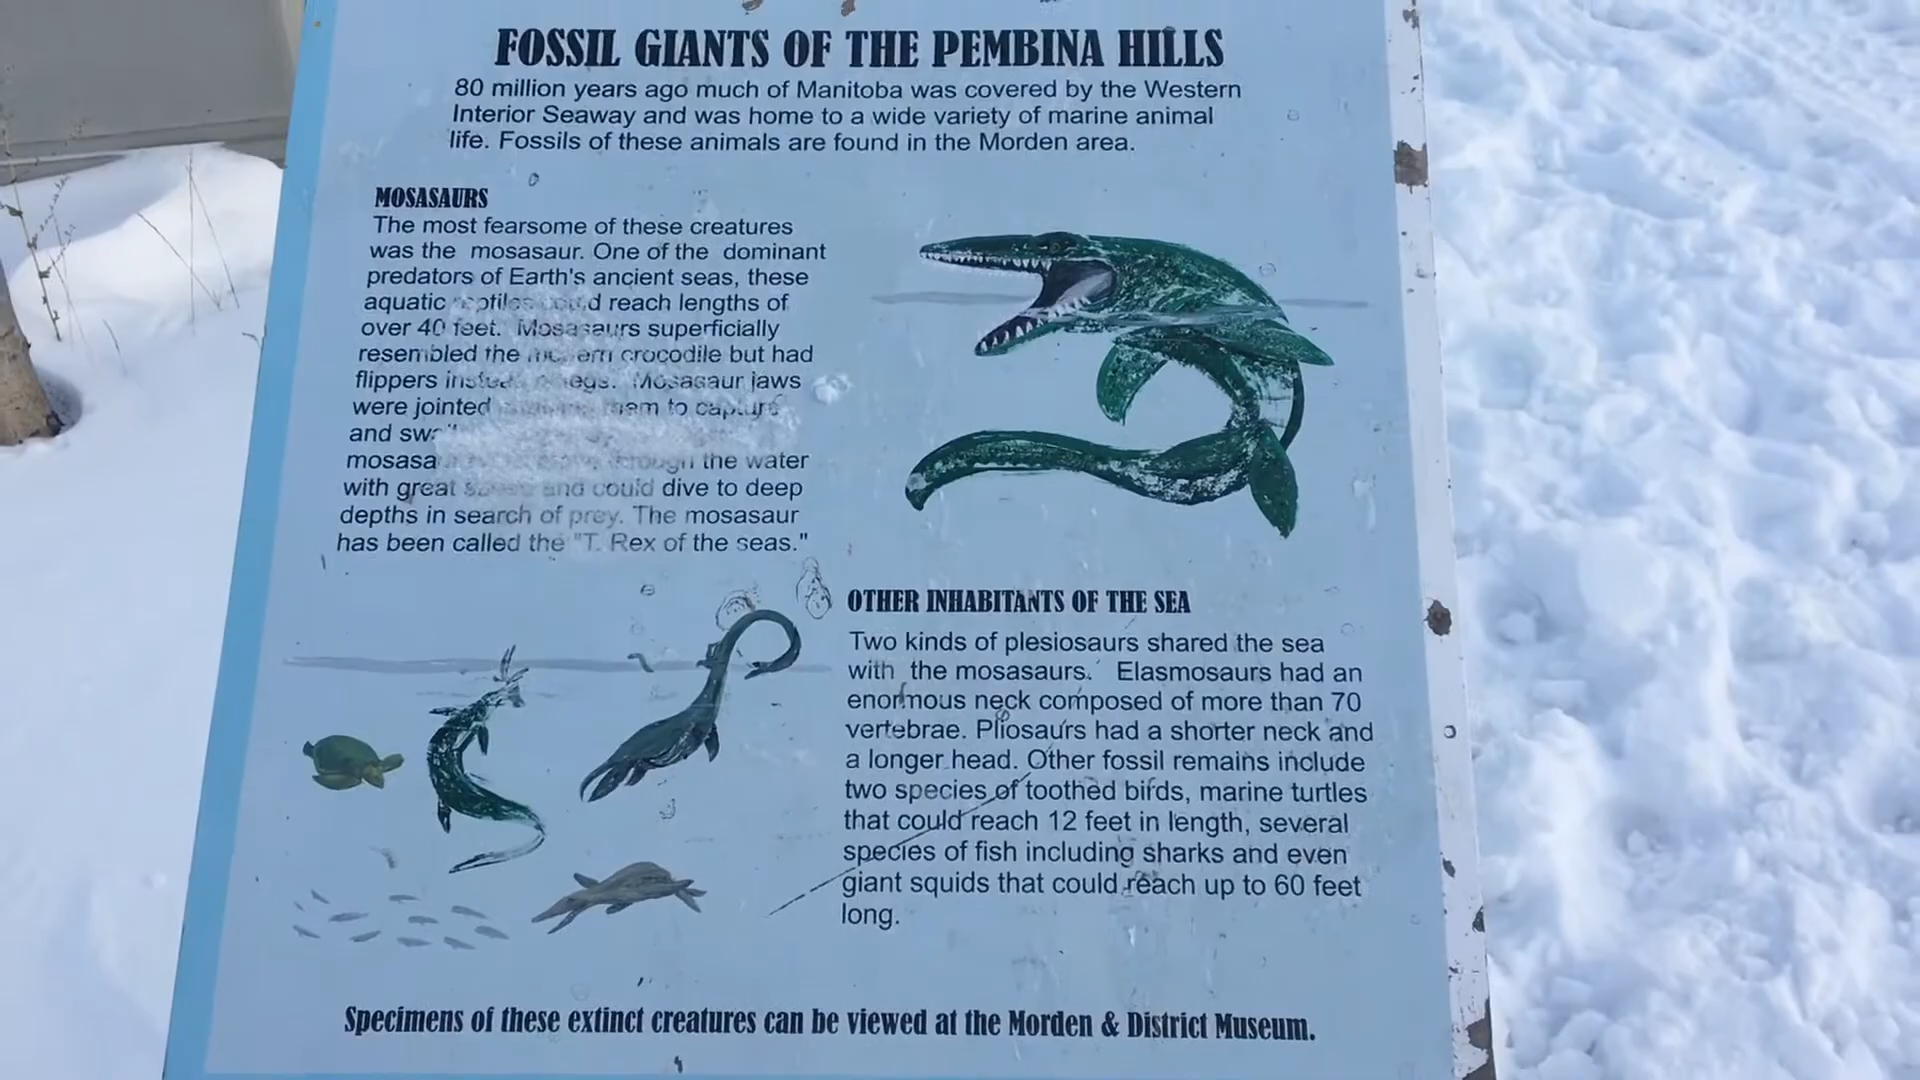 FOSSIL GIANTS OF THE PEMBINA HILLS
80 million years ago much of Manitoba was covered by the Western
Interior Seaway and was home to a wide variety of marine animal
life. Fossils of these animals are found in the Morden area.
MOSASAURS
The most fearsome of these creatures
was the mosasaur. One of the dominant
predators of Earth's ancient seas, these
aquatic reptiles could reach lengths of
over 40 feet. Mosasaurs superficially
resembled the modern crocodile but had
flippers instead of legs. Mosasaur jaws
were jointed them to capture
and
the water
with great and could dive to deep
depths in search of prey. The mosasaur
has been called the "T. Rex of the seas."
OTHER INHABITANTS OF THE SEA
Two kinds of plesiosaurs shared the sea
with the mosasaurs. Elasmosaurs had an
enormous neck composed of more than 70
vertebrae. Pliosaurs had a shorter neck and
a longer head. Other fossil remains include
two species of toothed birds, marine turtles
that could reach 12 feet in length, several
species of fish including sharks and even
giant squids that could reach up to 60 feet
long.
Specimens of these extinct creatures can be viewed at the Morden & District Museum.